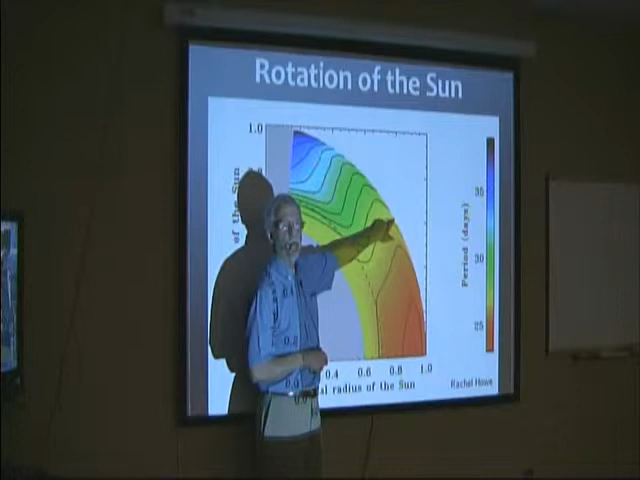 Rotation of the Sun
1.0
of the Sun
35
30
25
Period (days)
0.4 0.6 0.8 1.0
0.0
al radius of the Sun
Rachel Howe